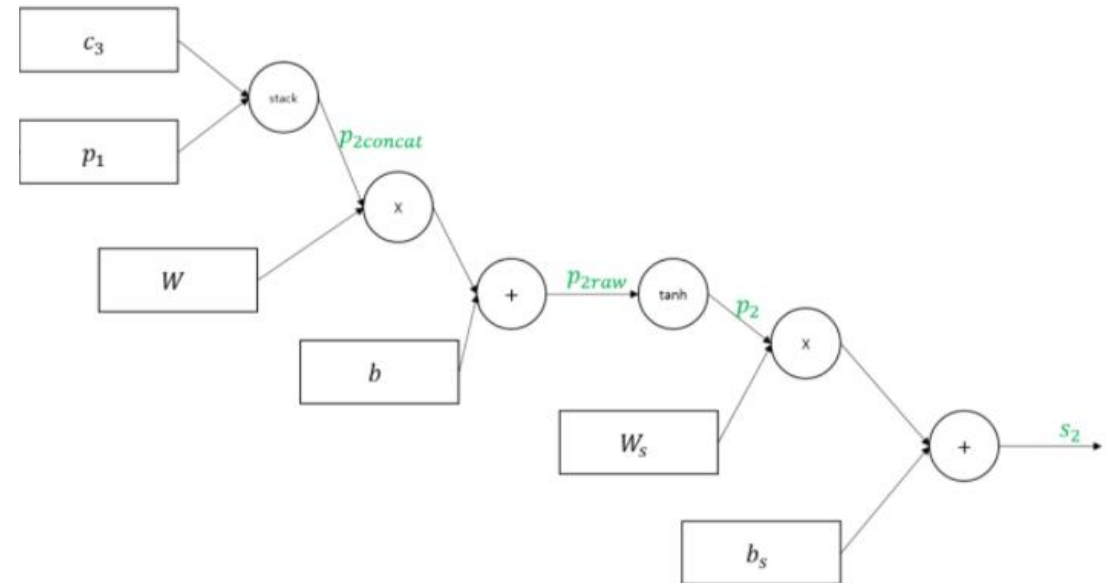 c₃
stack
p₂concat
p₁
x
W
+
p₂raw
tanh
p₂
x
b
Wₛ
+
s₂
bₛ